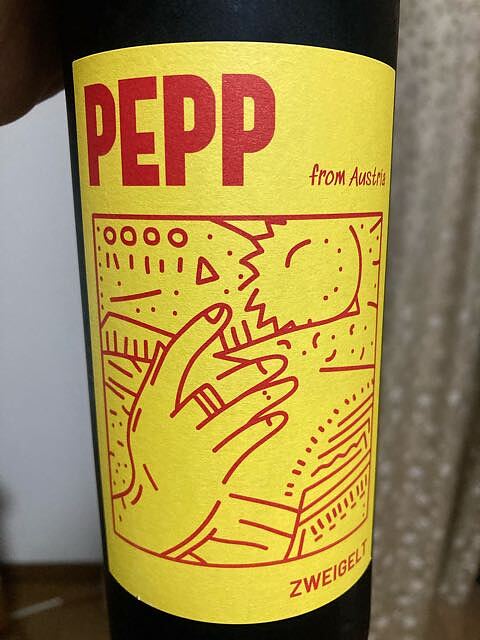 PEPP
from Austria
ZWEIGELT